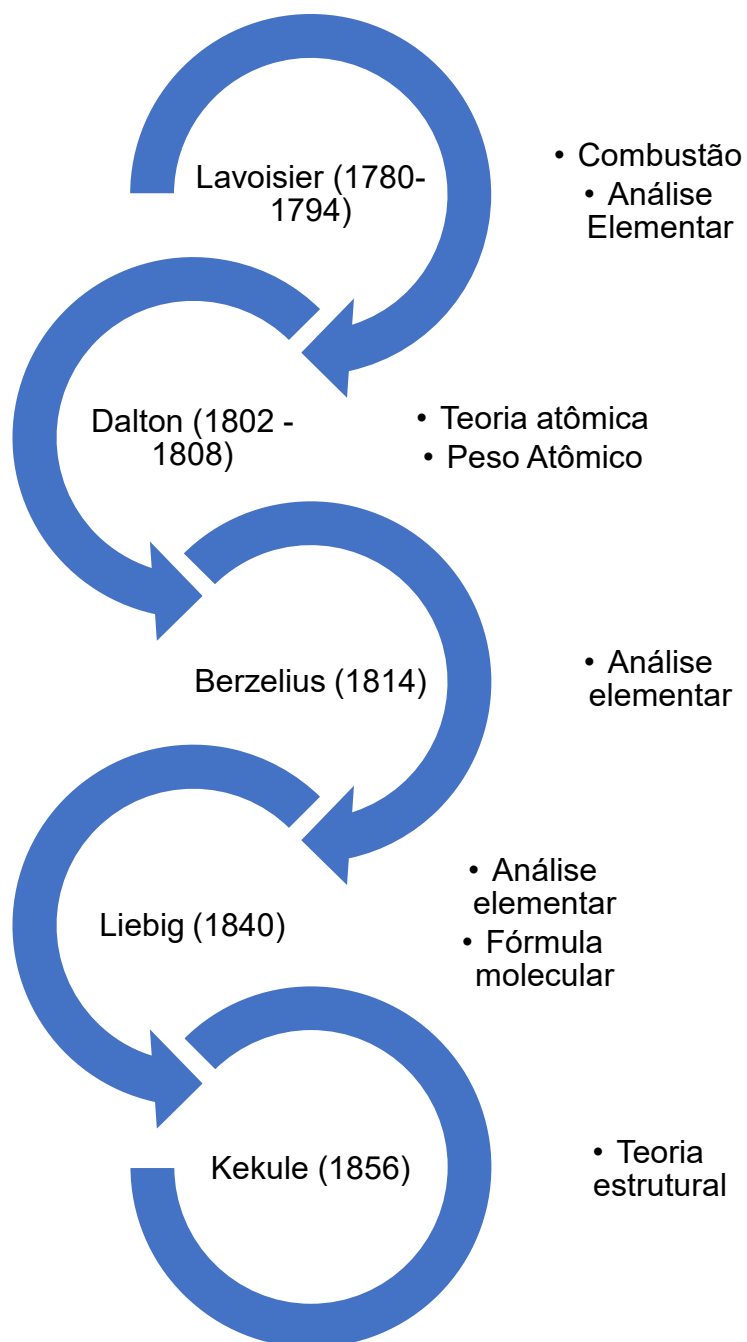 Lavoisier (1780-
1794)
• Combustão
• Análise
Elementar
Dalton (1802 -
1808)
• Teoria atômica
• Peso Atômico
Berzelius (1814)
• Análise
elementar
Liebig (1840)
• Análise
elementar
• Fórmula
molecular
Kekule (1856)
• Teoria
estrutural